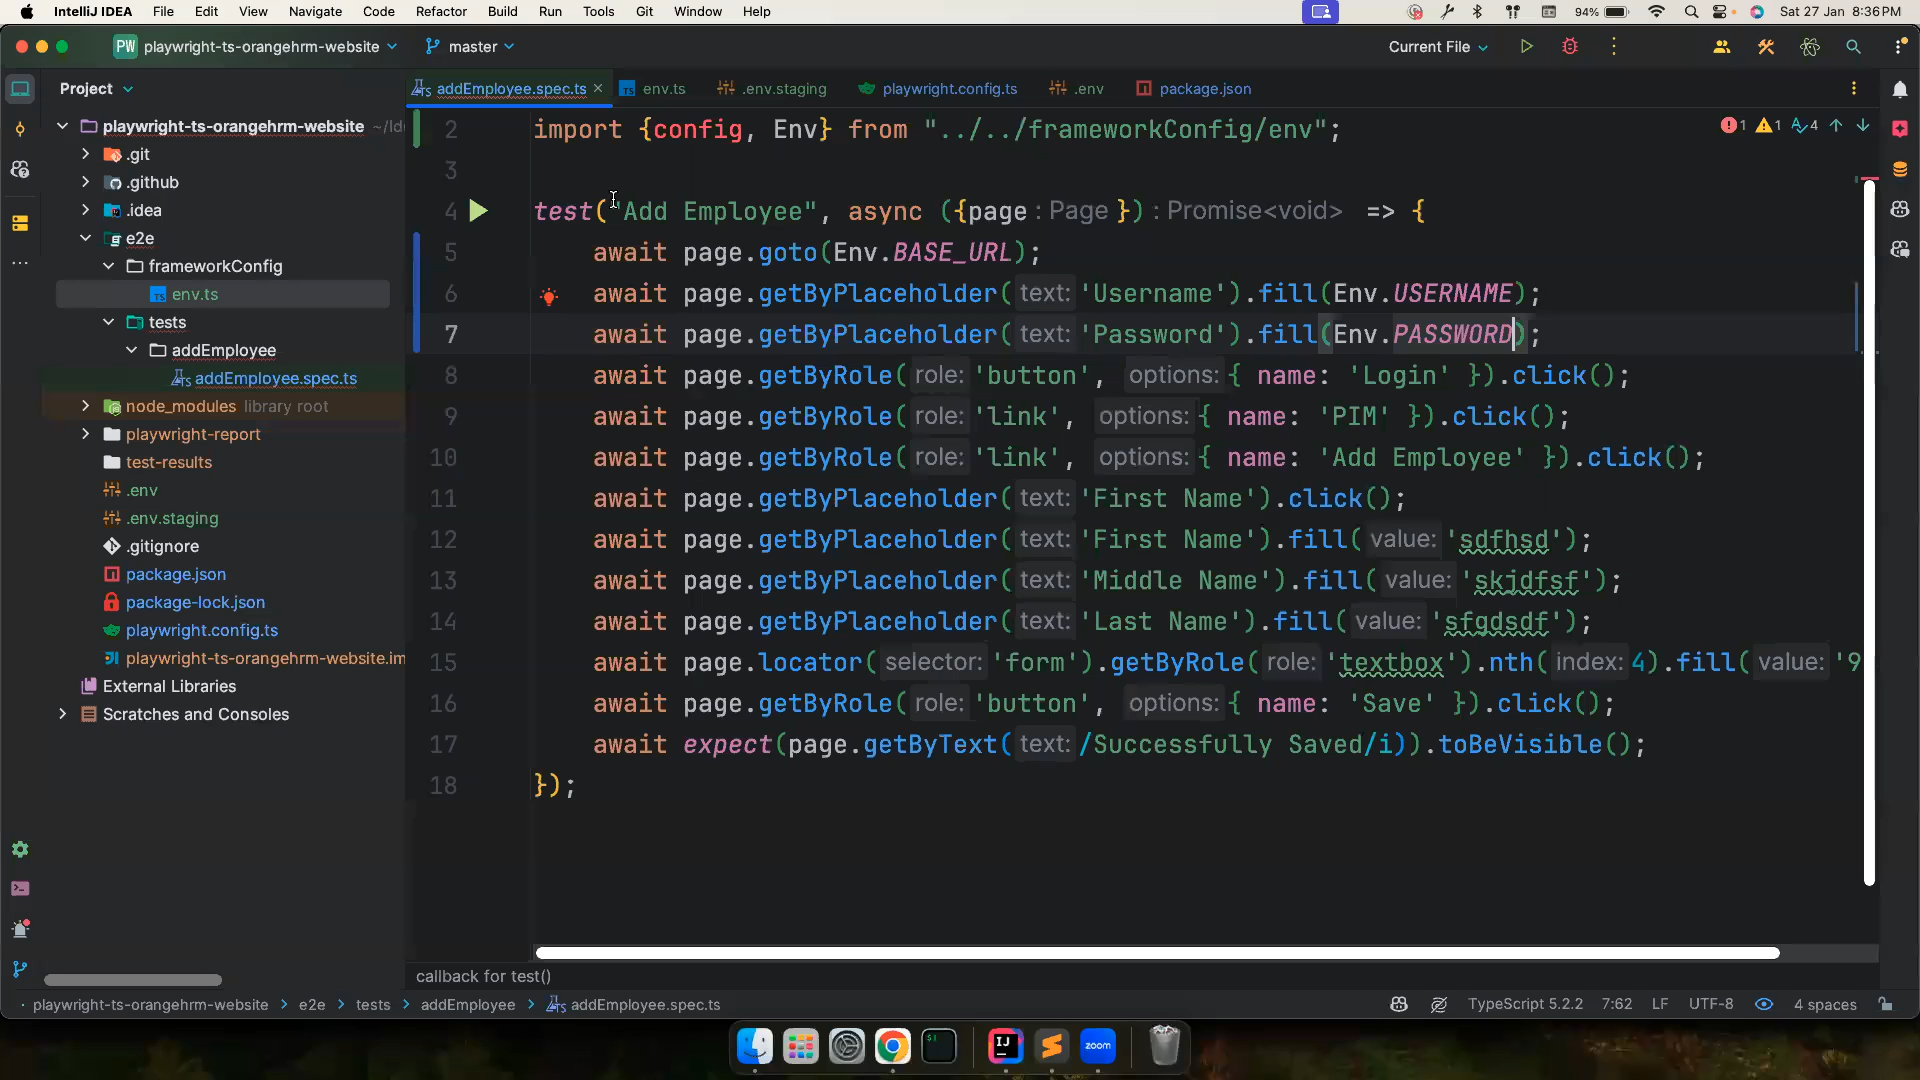 IntelliJ IDEA File Edit View Navigate Code Refactor Build Run Tools Git Window Help 94% Sat 27 Jan 8:36 PM
PW playwright-ts-orangehrm-website master Current File
Project
addEmployee.spec.ts env.ts .env.staging playwright.config.ts .env package.json
playwright-ts-orangehrm-website
.git
.github
.idea
e2e
frameworkConfig
env.ts
tests
addEmployee
addEmployee.spec.ts
node_modules library root
playwright-report
test-results
.env
.env.staging
.gitignore
package.json
package-lock.json
playwright.config.ts
playwright-ts-orangehrm-website.im
External Libraries
Scratches and Consoles
1 1 4
2 import {config, Env} from "../../frameworkConfig/env";
3
4 test("Add Employee", async ({page : Page }) : Promise<void> => {
5 await page.goto(Env.BASE_URL);
6 await page.getByPlaceholder( text: 'Username').fill(Env.USERNAME);
7 await page.getByPlaceholder( text: 'Password').fill(Env.PASSWORD);
8 await page.getByRole( role: 'button', options: { name: 'Login' }).click();
9 await page.getByRole( role: 'link', options: { name: 'PIM' }).click();
10 await page.getByRole( role: 'link', options: { name: 'Add Employee' }).click();
11 await page.getByPlaceholder( text: 'First Name').click();
12 await page.getByPlaceholder( text: 'First Name').fill( value: 'sdfhsd');
13 await page.getByPlaceholder( text: 'Middle Name').fill( value: 'skjdfsf');
14 await page.getByPlaceholder( text: 'Last Name').fill( value: 'sfgdsdf');
15 await page.locator( selector: 'form').getByRole( role: 'textbox').nth( index: 4).fill( value: '9
16 await page.getByRole( role: 'button', options: { name: 'Save' }).click();
17 await expect(page.getByText( text: /Successfully Saved/i)).toBeVisible();
18 });
callback for test()
playwright-ts-orangehrm-website > e2e > tests > addEmployee > addEmployee.spec.ts TypeScript 5.2.2 7:62 LF UTF-8 4 spaces
IJ zoom